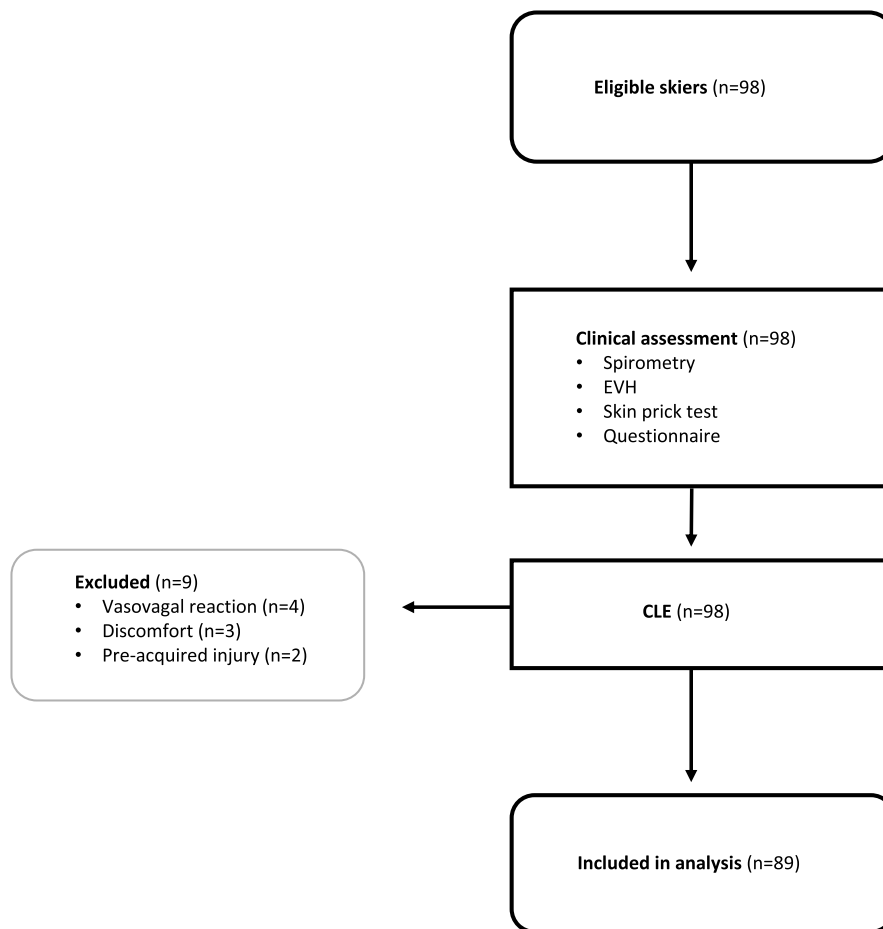 Eligible skiers (n=98)
Clinical assessment (n=98)
• Spirometry
• EVH
• Skin prick test
• Questionnaire
Excluded (n=9)
• Vasovagal reaction (n=4)
• Discomfort (n=3)
• Pre-acquired injury (n=2)
CLE (n=98)
Included in analysis (n=89)